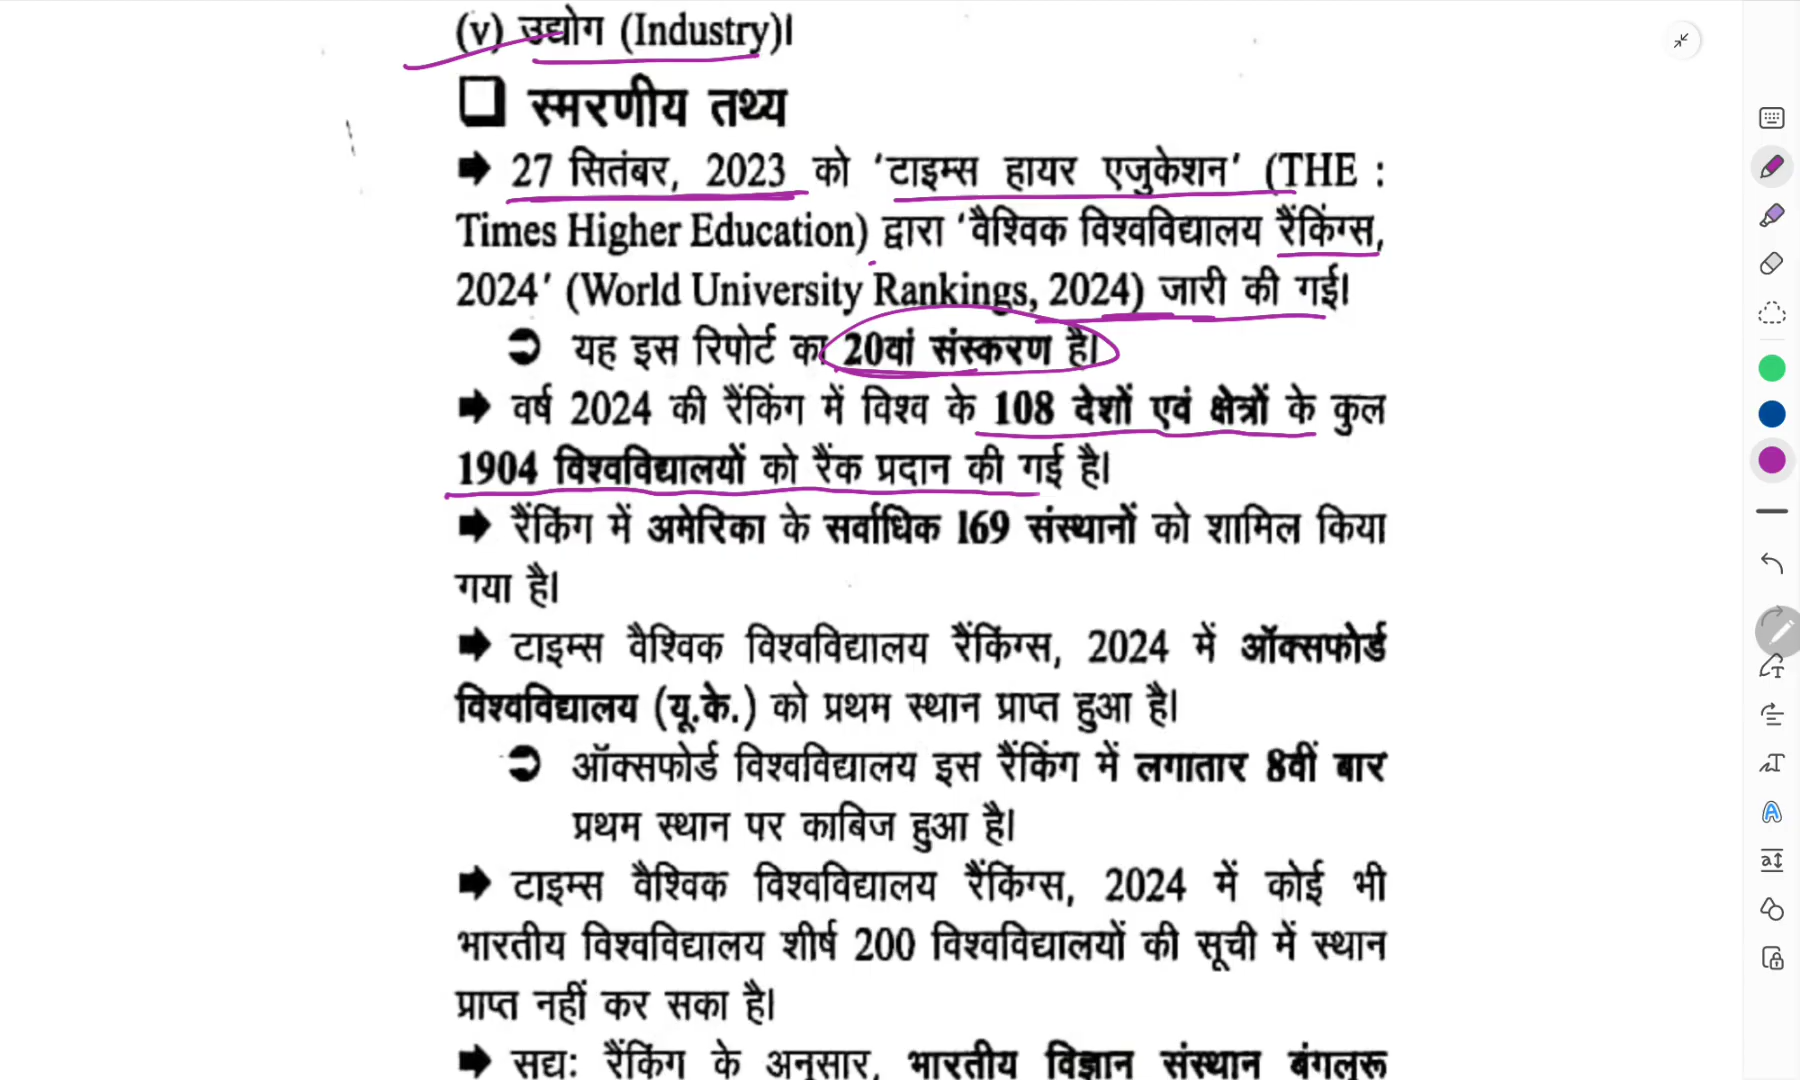 (v) उद्योग (Industry)।
❑ स्मरणीय तथ्य
➡ 27 सितंबर, 2023 को ‘टाइम्स हायर एजुकेशन’ (THE :
Times Higher Education) द्वारा ‘वैश्विक विश्वविद्यालय रैंकिंग्स,
2024’ (World University Rankings, 2024) जारी की गई।
➲ यह इस रिपोर्ट का 20वां संस्करण है।
➡ वर्ष 2024 की रैंकिंग में विश्व के 108 देशों एवं क्षेत्रों के कुल
1904 विश्वविद्यालयों को रैंक प्रदान की गई है।
➡ रैंकिंग में अमेरिका के सर्वाधिक 169 संस्थानों को शामिल किया
गया है।
➡ टाइम्स वैश्विक विश्वविद्यालय रैंकिंग्स, 2024 में ऑक्सफोर्ड
विश्वविद्यालय (यू.के.) को प्रथम स्थान प्राप्त हुआ है।
➲ ऑक्सफोर्ड विश्वविद्यालय इस रैंकिंग में लगातार 8वीं बार
प्रथम स्थान पर काबिज हुआ है।
➡ टाइम्स वैश्विक विश्वविद्यालय रैंकिंग्स, 2024 में कोई भी
भारतीय विश्वविद्यालय शीर्ष 200 विश्वविद्यालयों की सूची में स्थान
प्राप्त नहीं कर सका है।
➡ सद्यः रैंकिंग के अनुसार, भारतीय विज्ञान संस्थान बंगलुरू